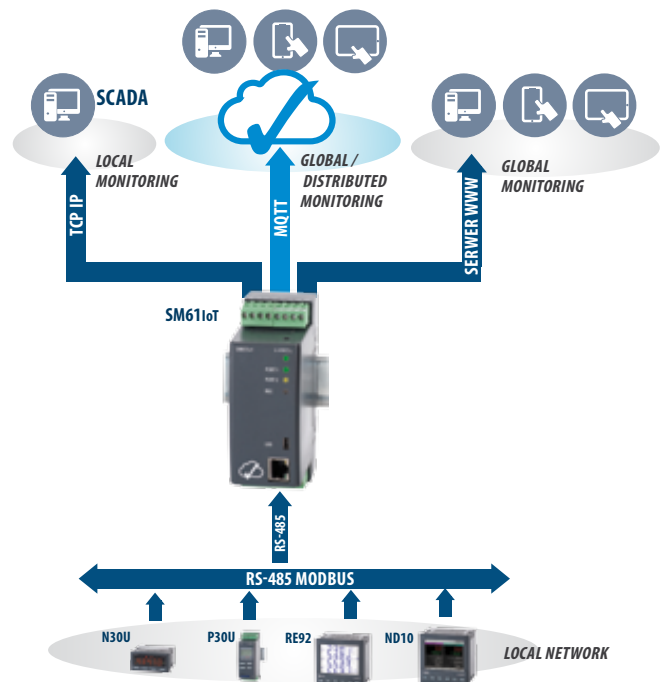 SCADA
LOCAL
MONITORING
GLOBAL /
DISTRIBUTED
MONITORING
GLOBAL
MONITORING
TCP IP
MQTT
SERWER WWW
SM61IoT
RS-485
RS-485 MODBUS
N30U
P30U
RE92
ND10
LOCAL NETWORK